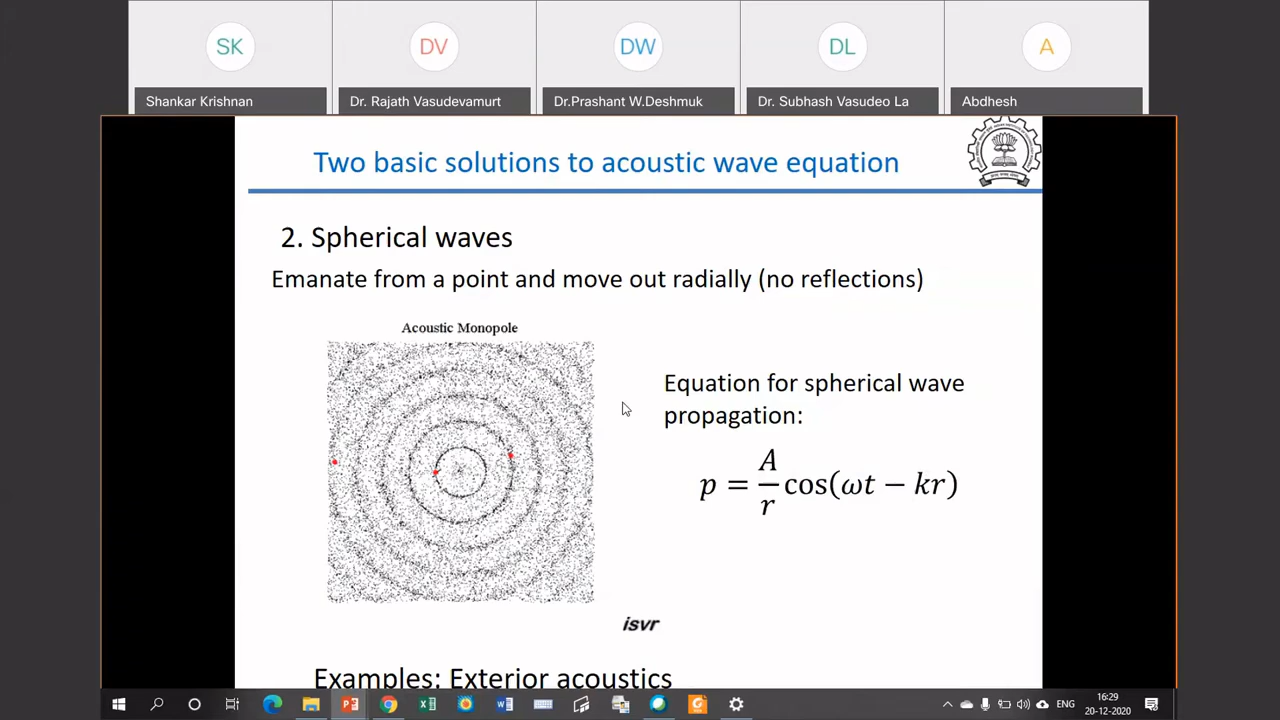 SK
DV
DW
DL
A
Shankar Krishnan
Dr. Rajath Vasudevamurt
Dr.Prashant W.Deshmuk
Dr. Subhash Vasudeo La
Abdhesh
Two basic solutions to acoustic wave equation
2. Spherical waves
Emanate from a point and move out radially (no reflections)
Acoustic Monopole
Equation for spherical wave
propagation:
p = A/r cos(ωt − kr)
isvr
Examples: Exterior acoustics
ENG
16:29
20-12-2020